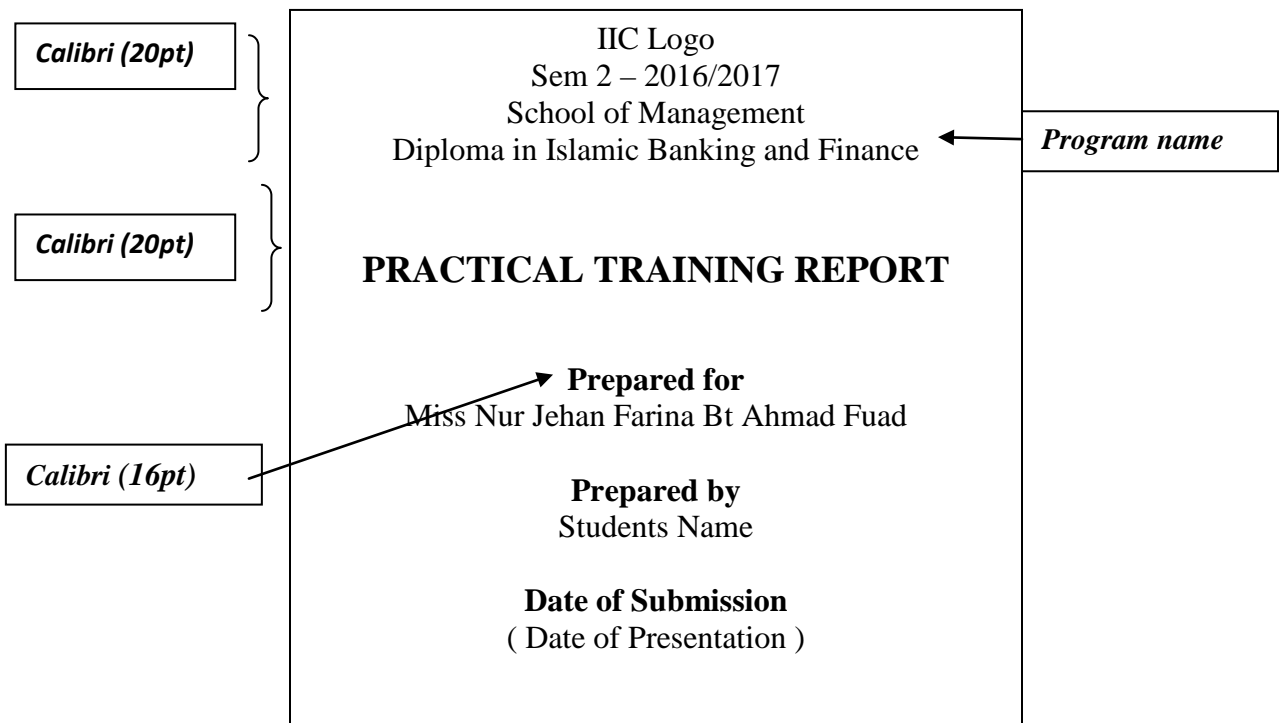 Calibri (20pt)
IIC Logo
Sem 2 – 2016/2017
School of Management
Diploma in Islamic Banking and Finance
Program name
Calibri (20pt)
PRACTICAL TRAINING REPORT
Prepared for
Miss Nur Jehan Farina Bt Ahmad Fuad
Calibri (16pt)
Prepared by
Students Name
Date of Submission
( Date of Presentation )